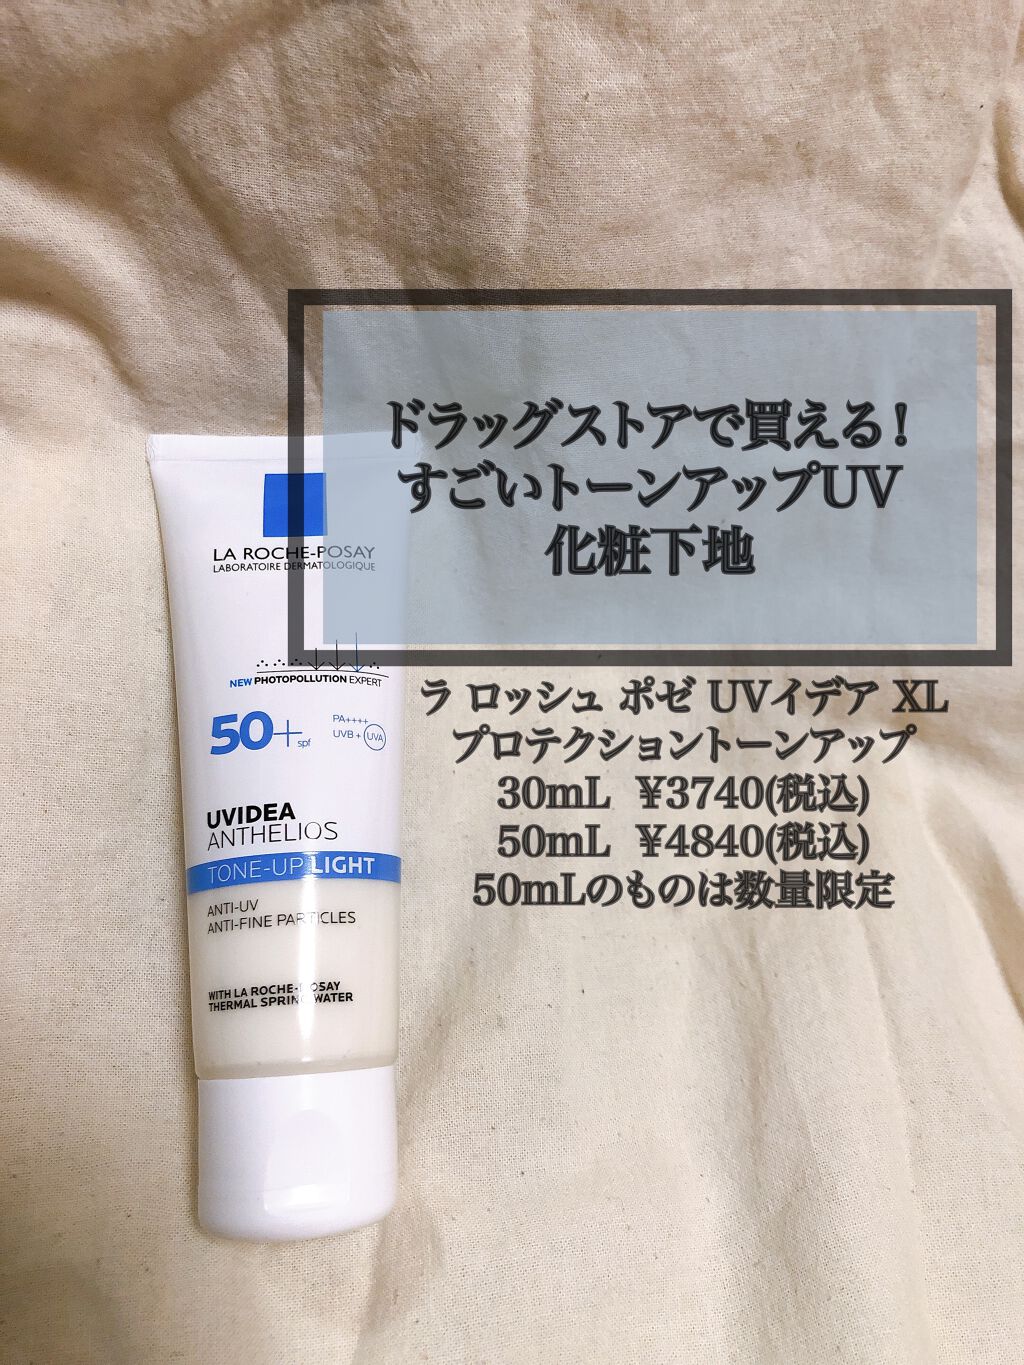 ドラッグストアで買える!
すごいトーンアップUV
化粧下地
LA ROCHE-POSAY
LABORATOIRE DERMATOLOGIQUE
NEW PHOTOPOLLUTION EXPERT
50+ spf
PA++++
UVB + UVA
UVIDEA
ANTHELIOS
TONE-UP LIGHT
ANTI-UV
ANTI-FINE PARTICLES
WITH LA ROCHE-POSAY
THERMAL SPRING WATER
ラ ロッシュ ポゼ UVイデア XL
プロテクショントーンアップ
30mL ¥3740(税込)
50mL ¥4840(税込)
50mLのものは数量限定